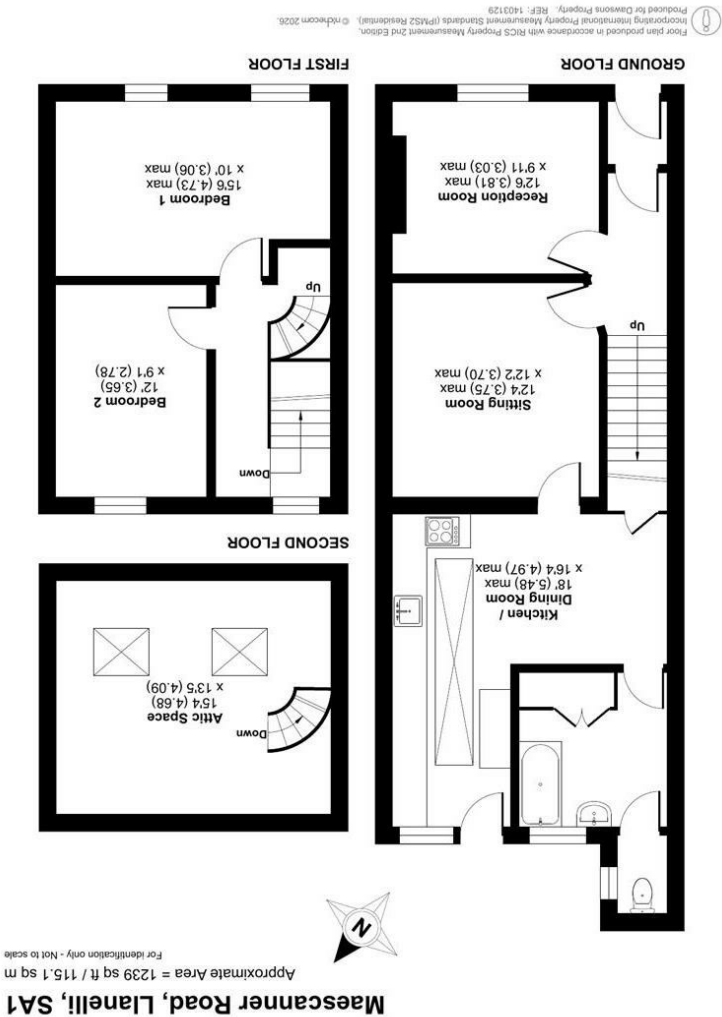 Maescanner Road, Llanelli, SA1
Approximate Area = 1239 sq ft / 115.1 sq m
For identification only - Not to scale
N
Attic Space
15'4 (4.68)
x 13'5 (4.09)
Down
SECOND FLOOR
Kitchen /
Dining Room
18' (5.48) max
x 16'4 (4.97) max
Down
Bedroom 2
12' (3.65)
x 9'1 (2.78)
Sitting Room
12'4 (3.75) max
x 12'2 (3.70) max
Up
Up
Reception Room
12'6 (3.81) max
x 9'11 (3.03) max
Bedroom 1
15'6 (4.73) max
x 10' (3.06) max
GROUND FLOOR
FIRST FLOOR
Floor plan produced in accordance with RICS Property Measurement 2nd Edition,
Incorporating International Property Measurement Standards (IPMS2 Residential). © nichecom 2026.
Produced for Dawsons Property. REF: 1403129